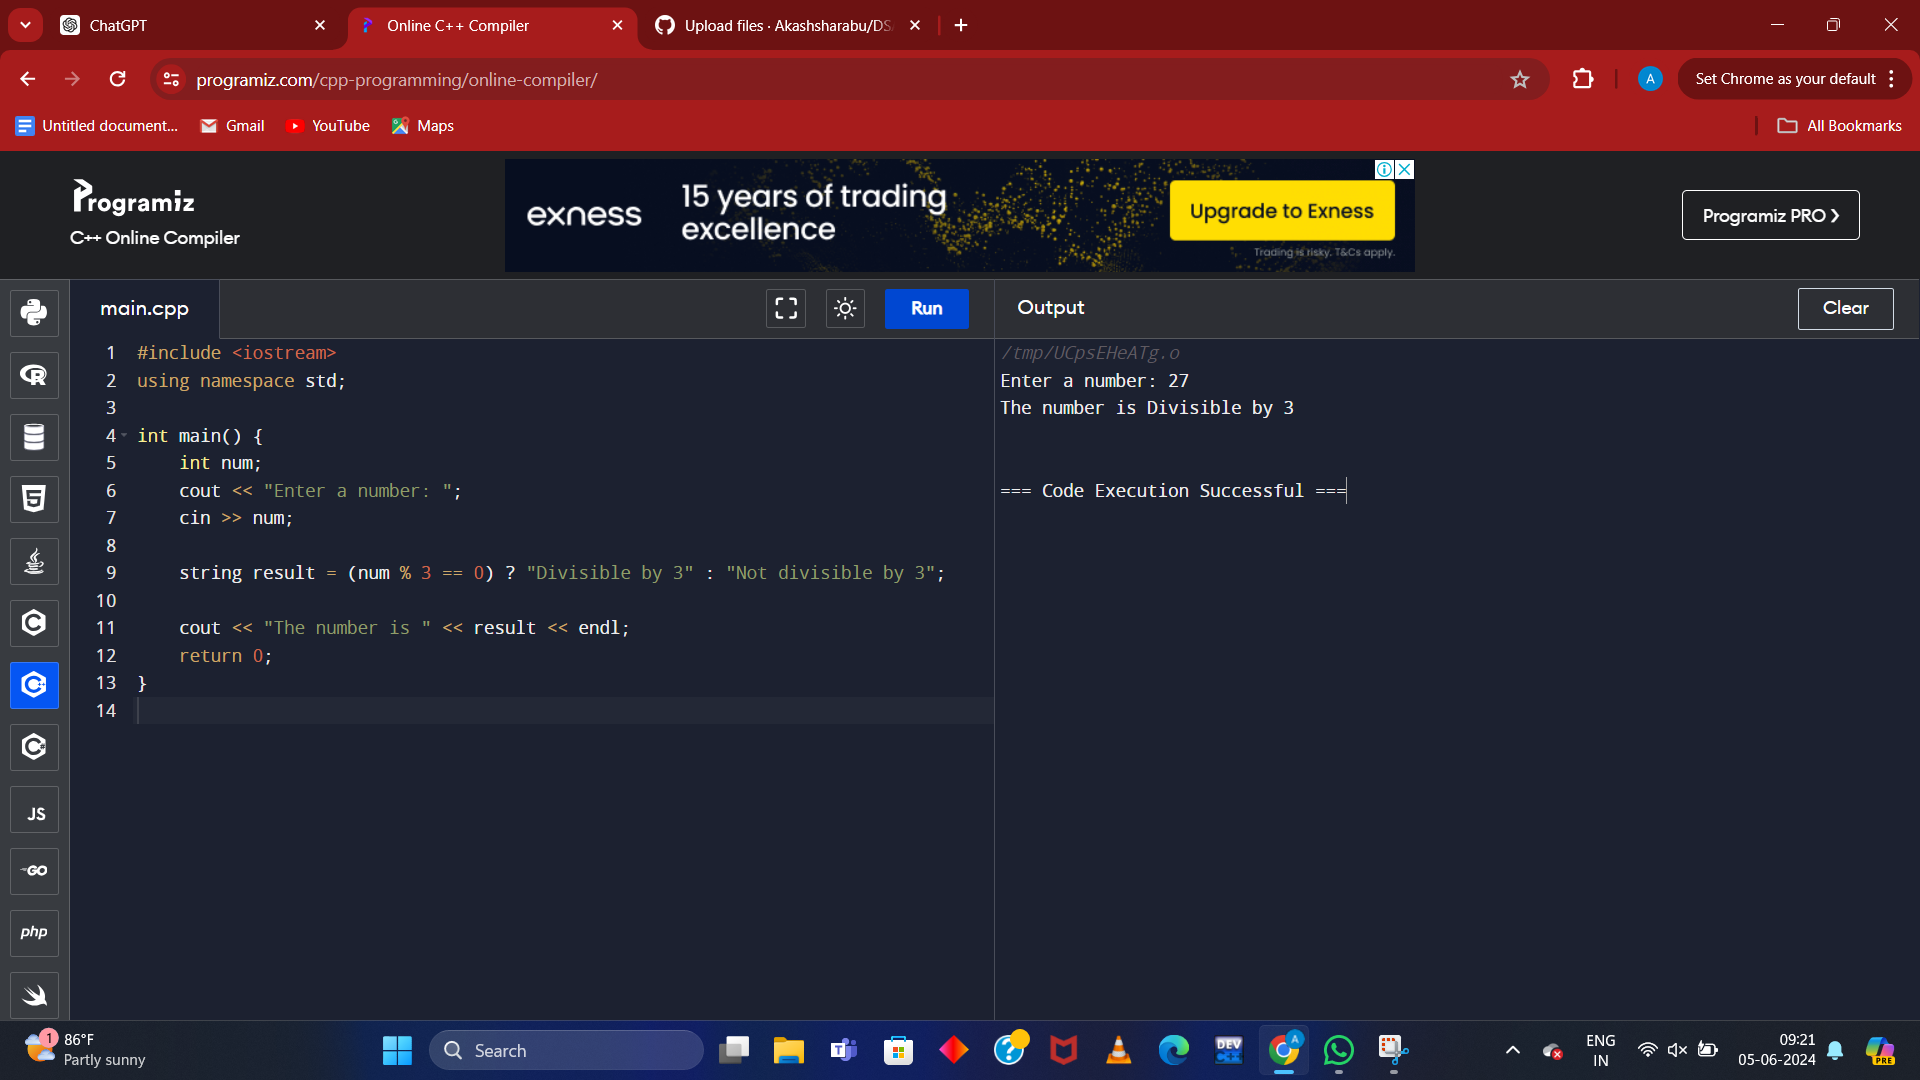 ChatGPT
Online C++ Compiler
Upload files · Akashsharabu/DS
programiz.com/cpp-programming/online-compiler/
A
Set Chrome as your default
Untitled document...
Gmail
YouTube
Maps
All Bookmarks
Programiz
C++ Online Compiler
exness
15 years of trading
excellence
Upgrade to Exness
Trading is risky. T&Cs apply.
Programiz PRO ›
main.cpp
Run
Output
Clear
1 #include <iostream>
2 using namespace std;
3
4 int main() {
5 int num;
6 cout << "Enter a number: ";
7 cin >> num;
8
9 string result = (num % 3 == 0) ? "Divisible by 3" : "Not divisible by 3";
10
11 cout << "The number is " << result << endl;
12 return 0;
13 }
14
/tmp/UCpsEHeATg.o
Enter a number: 27
The number is Divisible by 3
=== Code Execution Successful ===
R
5
C
C++
C#
JS
GO
php
1
86°F
Partly sunny
Search
T
DEV
C++
A
ENG
IN
09:21
05-06-2024
PRE